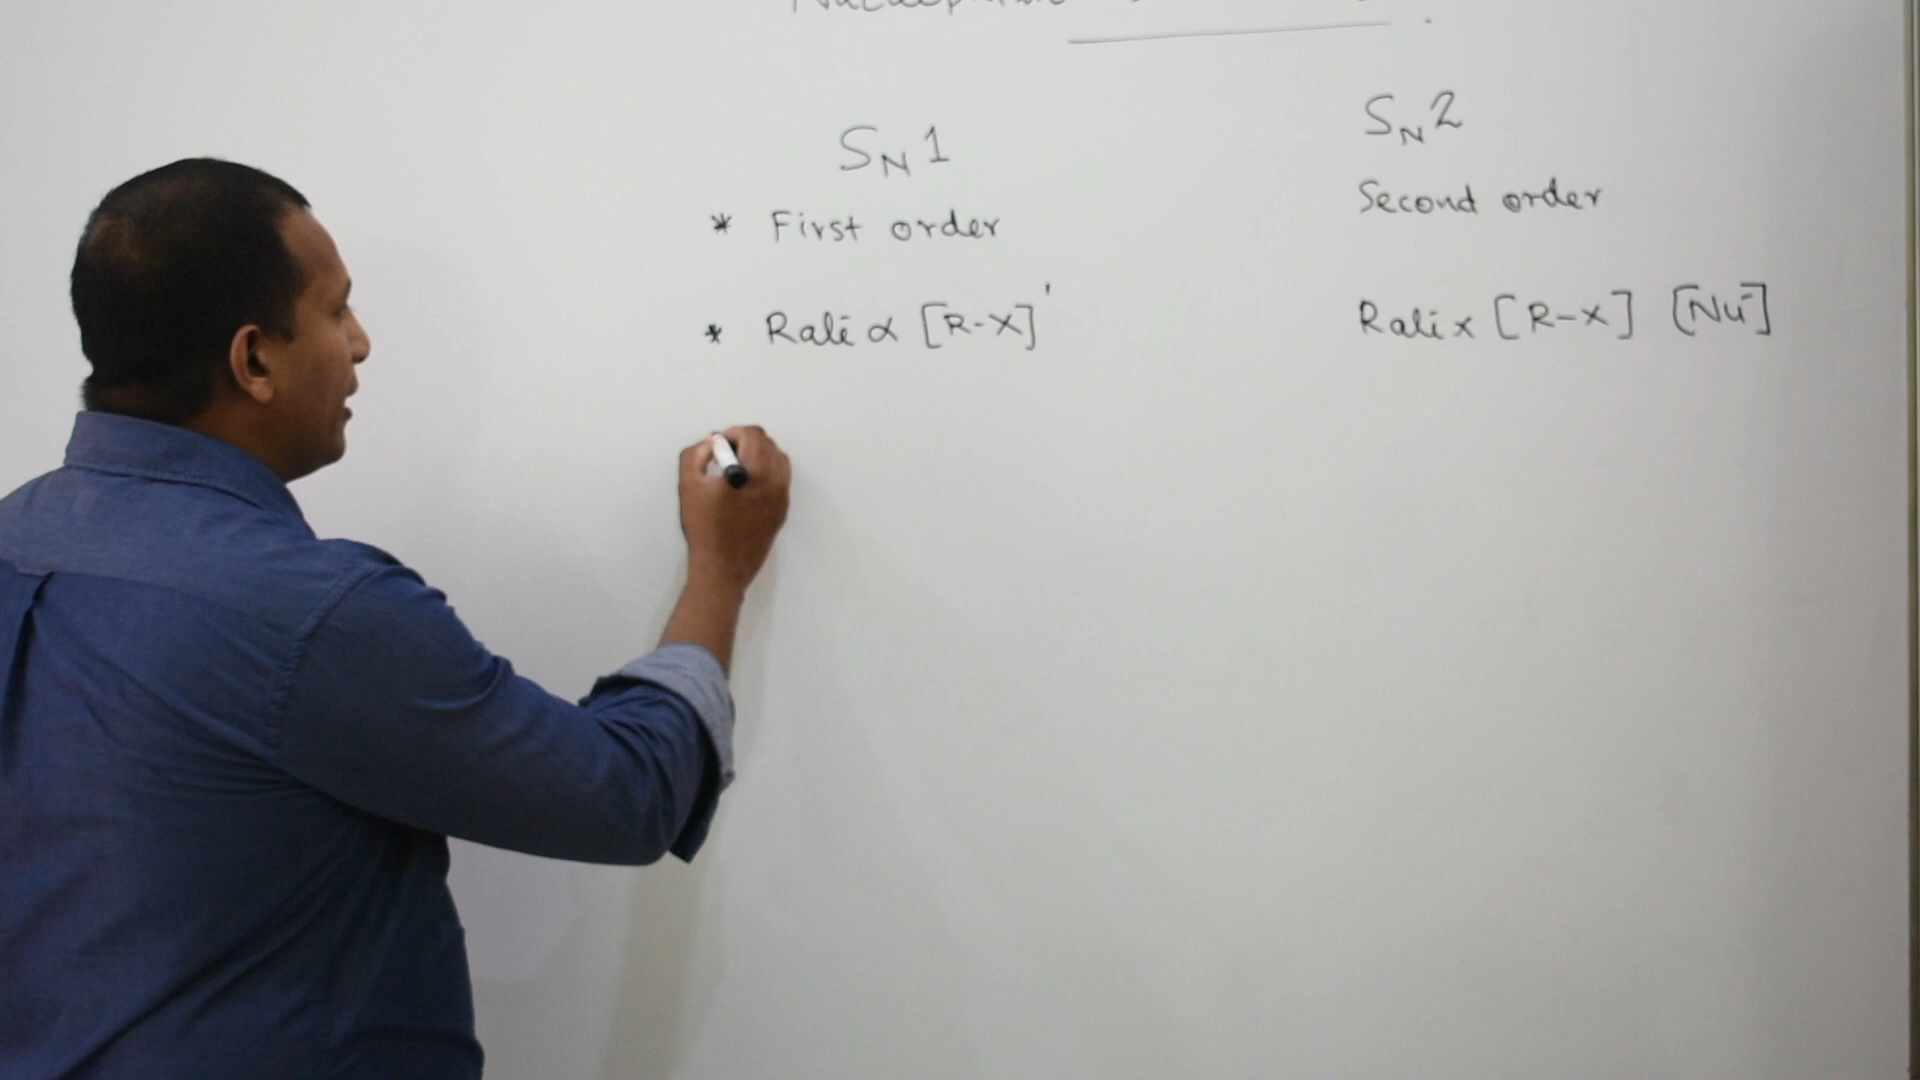 SN1
* First order
* Rate ∝ [R-X]'
SN2
Second order
Rate ∝ [R-X] [Nu-]